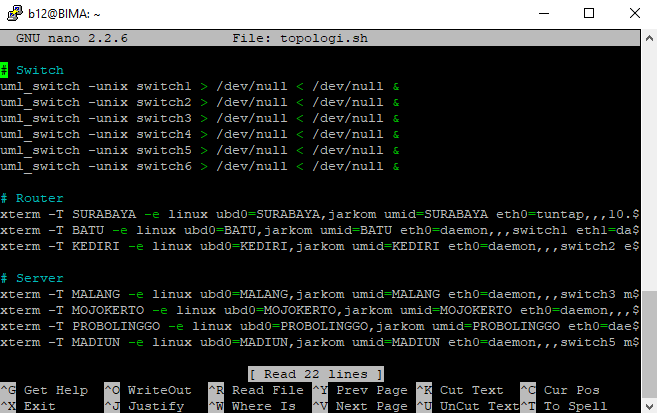 b12@BIMA: ~
GNU nano 2.2.6 File: topologi.sh
# Switch
uml_switch -unix switch1 > /dev/null < /dev/null &
uml_switch -unix switch2 > /dev/null < /dev/null &
uml_switch -unix switch3 > /dev/null < /dev/null &
uml_switch -unix switch4 > /dev/null < /dev/null &
uml_switch -unix switch5 > /dev/null < /dev/null &
uml_switch -unix switch6 > /dev/null < /dev/null &
# Router
xterm -T SURABAYA -e linux ubd0=SURABAYA,jarkom umid=SURABAYA eth0=tuntap,,,10.$
xterm -T BATU -e linux ubd0=BATU,jarkom umid=BATU eth0=daemon,,,switch1 eth1=da$
xterm -T KEDIRI -e linux ubd0=KEDIRI,jarkom umid=KEDIRI eth0=daemon,,,switch2 e$
# Server
xterm -T MALANG -e linux ubd0=MALANG,jarkom umid=MALANG eth0=daemon,,,switch3 m$
xterm -T MOJOKERTO -e linux ubd0=MOJOKERTO,jarkom umid=MOJOKERTO eth0=daemon,,,$
xterm -T PROBOLINGGO -e linux ubd0=PROBOLINGGO,jarkom umid=PROBOLINGGO eth0=dae$
xterm -T MADIUN -e linux ubd0=MADIUN,jarkom umid=MADIUN eth0=daemon,,,switch5 m$
[ Read 22 lines ]
^G Get Help ^O WriteOut ^R Read File ^Y Prev Page ^K Cut Text ^C Cur Pos
^X Exit ^J Justify ^W Where Is ^V Next Page ^U UnCut Text ^T To Spell